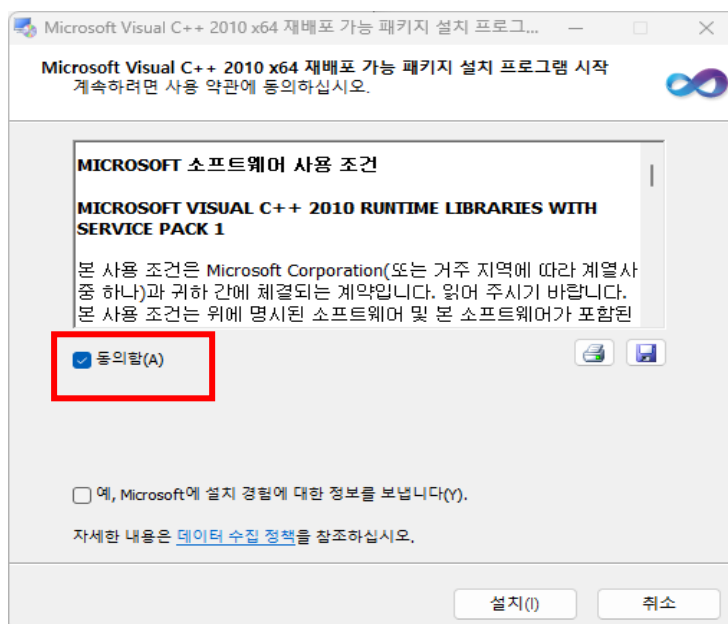 Microsoft Visual C++ 2010 x64 재배포 가능 패키지 설치 프로그...
Microsoft Visual C++ 2010 x64 재배포 가능 패키지 설치 프로그램 시작
계속하려면 사용 약관에 동의하십시오.
MICROSOFT 소프트웨어 사용 조건
MICROSOFT VISUAL C++ 2010 RUNTIME LIBRARIES WITH
SERVICE PACK 1
본 사용 조건은 Microsoft Corporation(또는 거주 지역에 따라 계열사
중 하나)과 귀하 간에 체결되는 계약입니다. 읽어 주시기 바랍니다.
본 사용 조건는 위에 명시된 소프트웨어 및 본 소프트웨어가 포함된
동의함(A)
예, Microsoft에 설치 경험에 대한 정보를 보냅니다(Y).
자세한 내용은 데이터 수집 정책을 참조하십시오.
설치(I)
취소